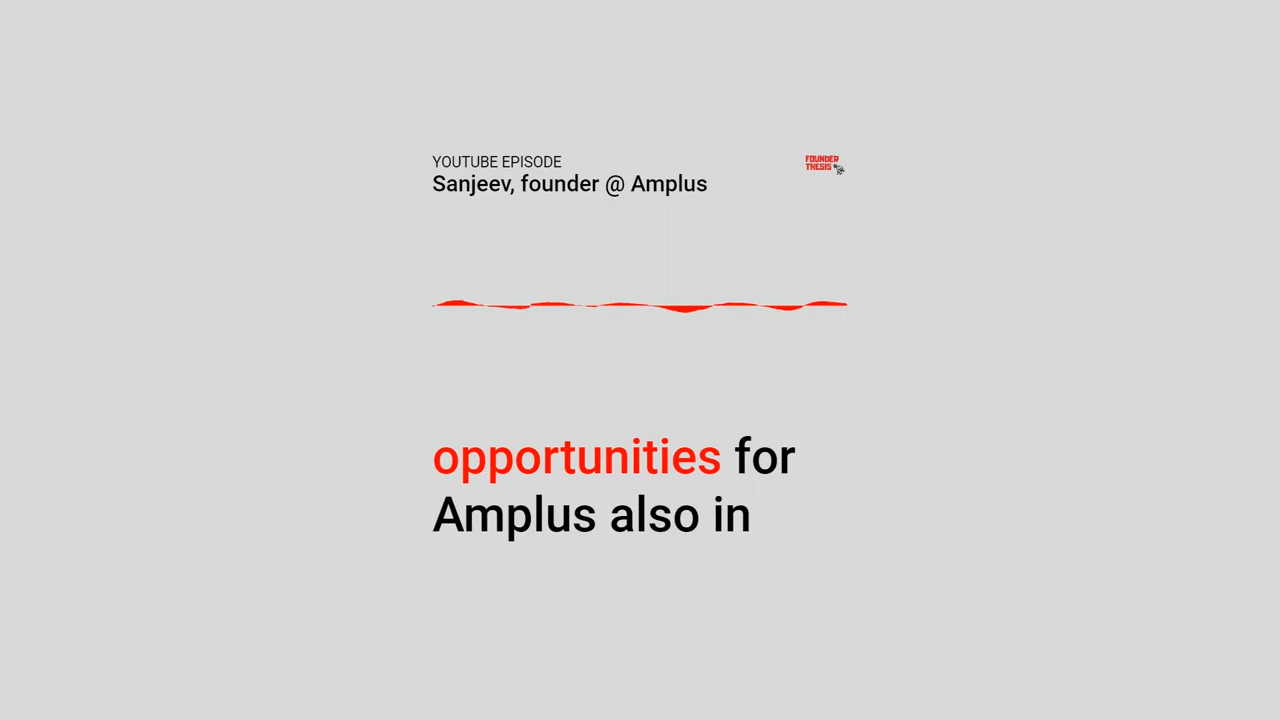 YOUTUBE EPISODE
Sanjeev, founder @ Amplus
FOUNDER
THESIS
opportunities for
Amplus also in